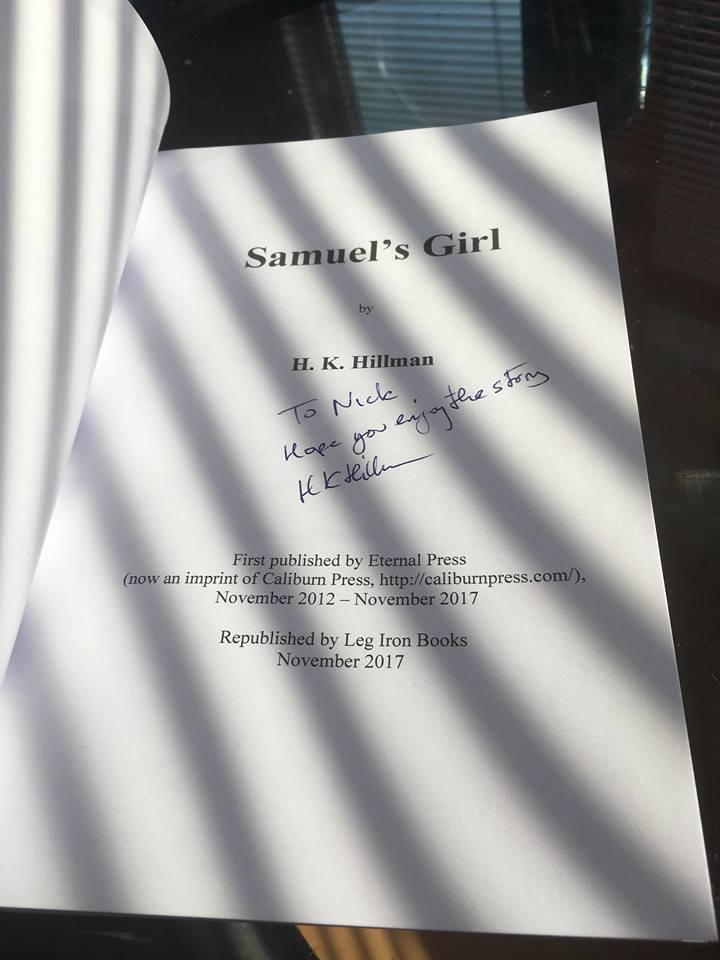 Samuel's Girl
by
H. K. Hillman
To Nick
Hope you enjoy the story
H K Hillman
First published by Eternal Press
(now an imprint of Caliburn Press, http://caliburnpress.com/),
November 2012 – November 2017
Republished by Leg Iron Books
November 2017